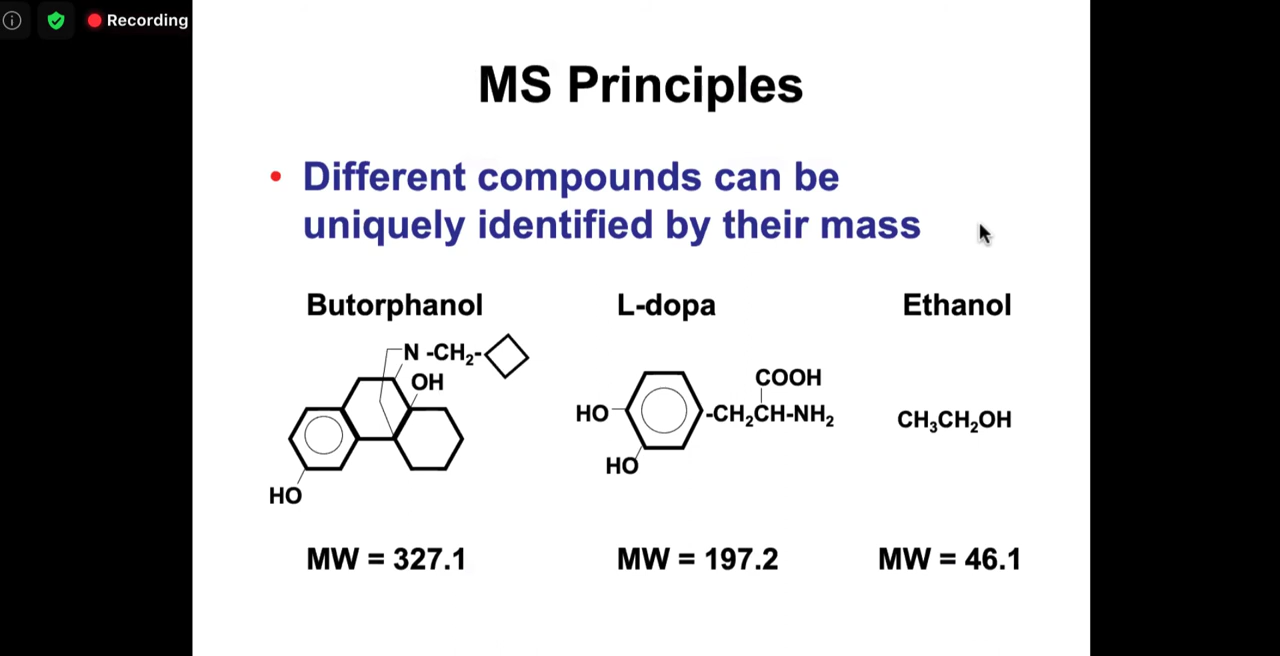 Recording
MS Principles
• Different compounds can be
uniquely identified by their mass
Butorphanol
L-dopa
Ethanol
N -CH₂-
OH
HO
COOH
HO
-CH₂CH-NH₂
HO
CH₃CH₂OH
MW = 327.1
MW = 197.2
MW = 46.1